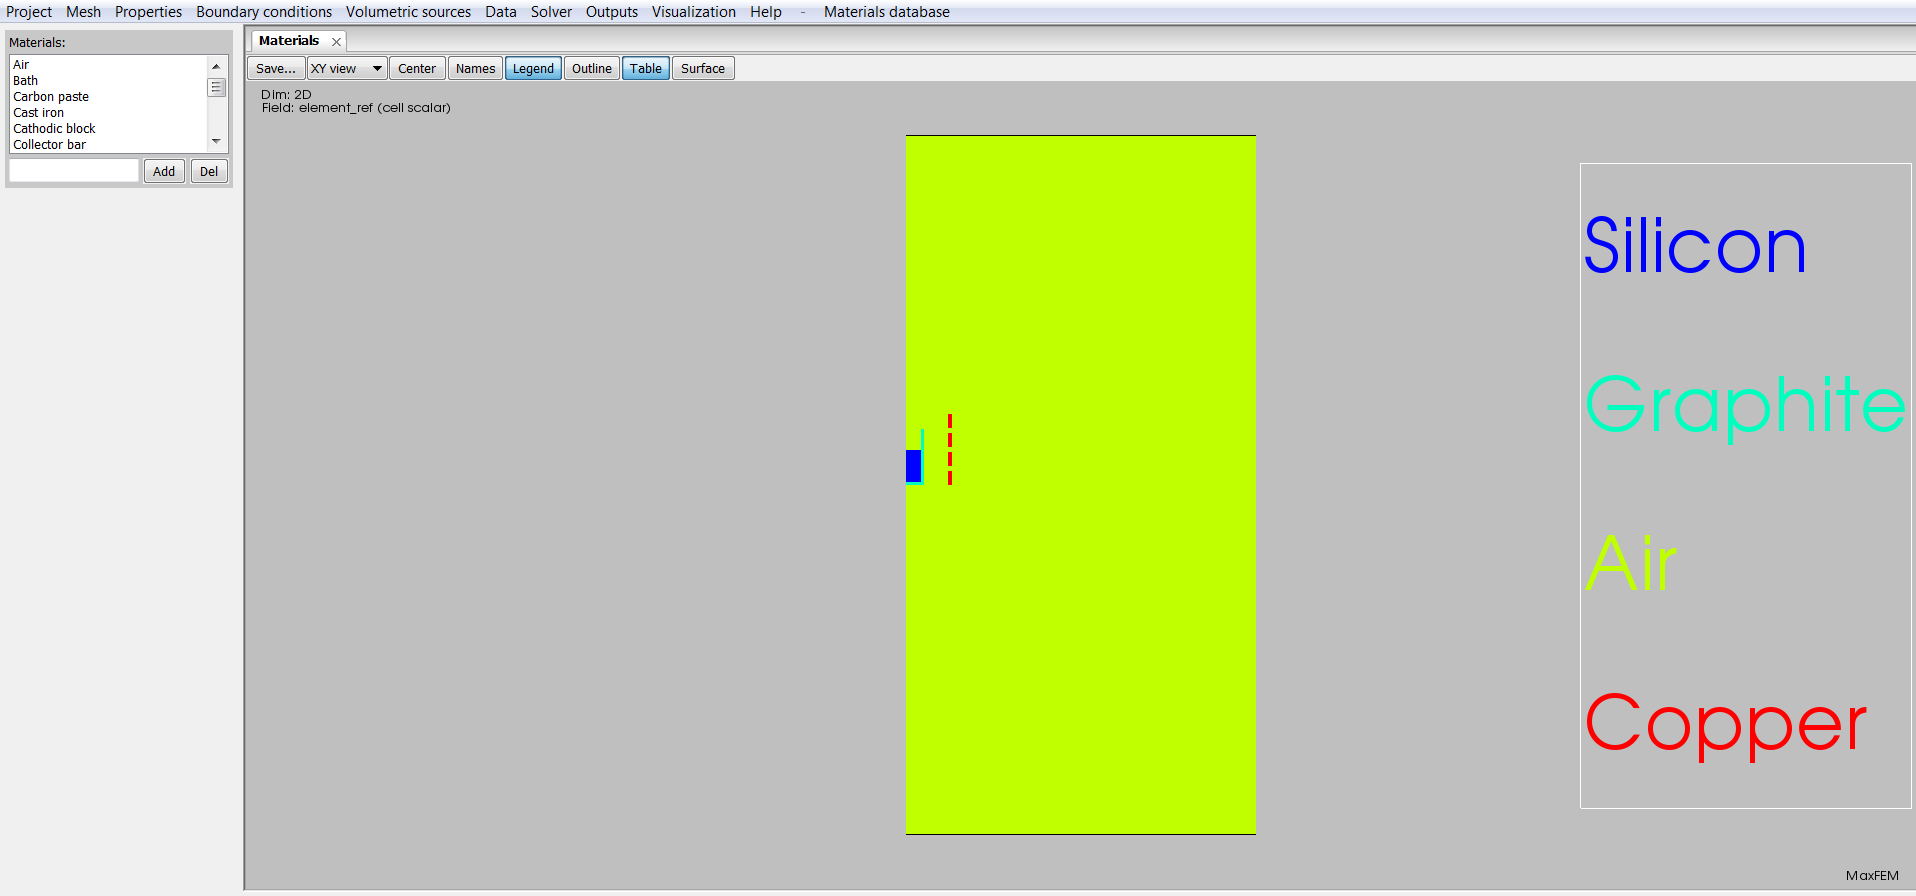 Project Mesh Properties Boundary conditions Volumetric sources Data Solver Outputs Visualization Help - Materials database
Materials:
Air
Bath
Carbon paste
Cast iron
Cathodic block
Collector bar
Add Del
Materials
Save... XY view Center Names Legend Outline Table Surface
Dim: 2D
Field: element_ref (cell scalar)
Silicon
Graphite
Air
Copper
MaxFEM